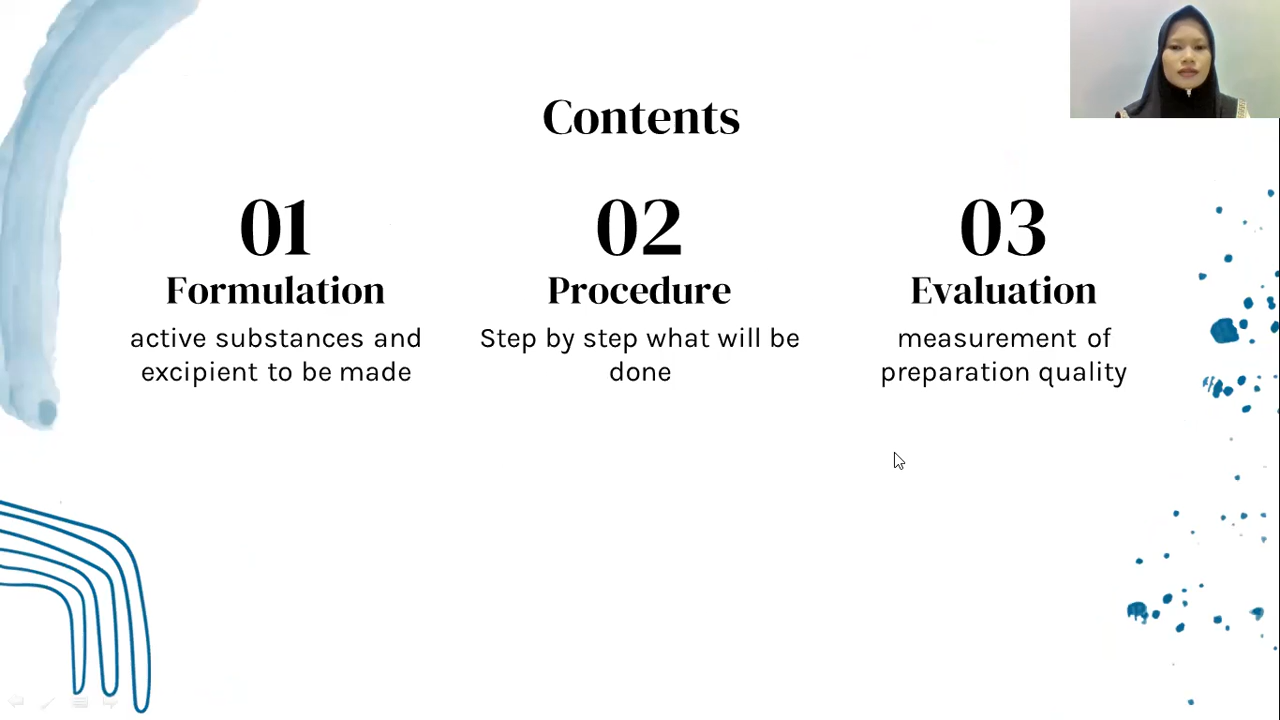 Contents
01
Formulation
active substances and
excipient to be made
02
Procedure
Step by step what will be
done
03
Evaluation
measurement of
preparation quality